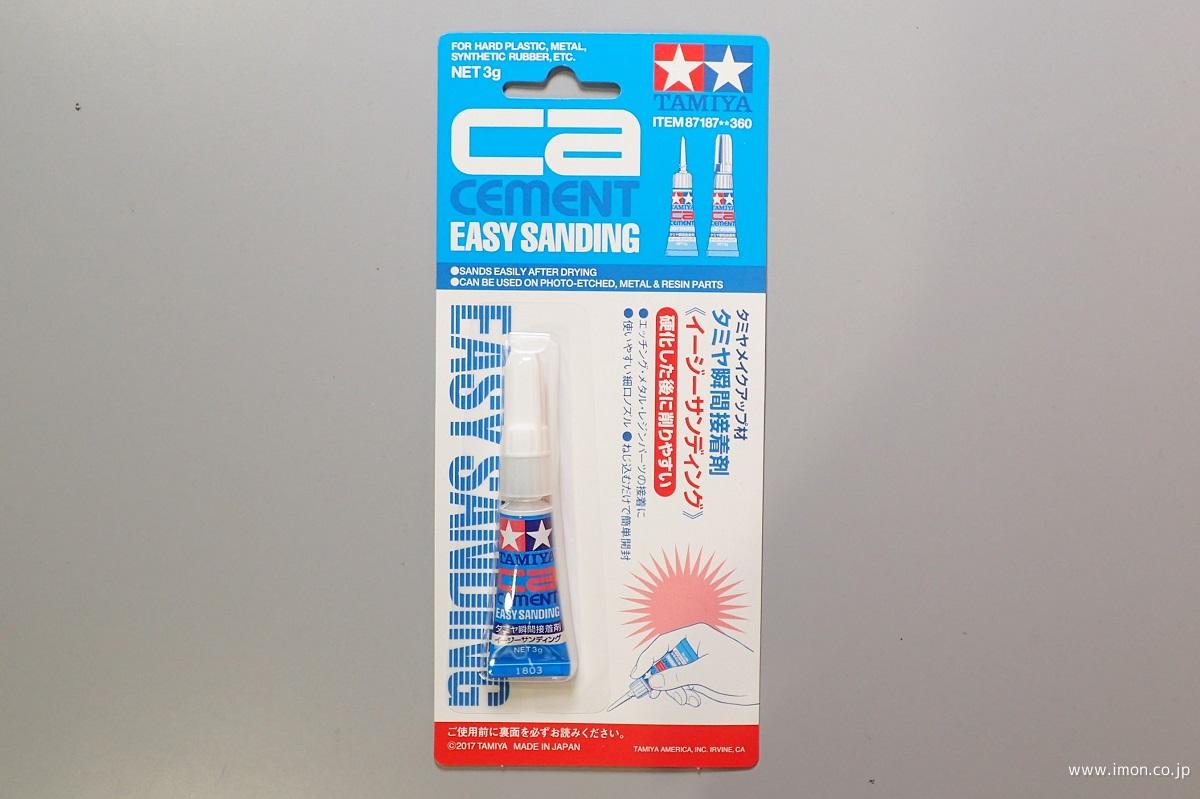 FOR HARD PLASTIC, METAL,
SYNTHETIC RUBBER, ETC.
NET 3g
TAMIYA
ITEM 87187**360
ca
CEMENT
EASY SANDING
TAMIYA
ca
CEMENT
TAMIYA
ca
CEMENT
●SANDS EASILY AFTER DRYING
●CAN BE USED ON PHOTO-ETCHED, METAL & RESIN PARTS
EASY SANDING
タミヤ メイクアップ材
タミヤ瞬間接着剤
《イージーサンディング》
硬化した後に削りやすい
●エッチング・メタル・レジンパーツの接着に
●使いやすい細口ノズル ●ねじ込むだけで簡単開封
TAMIYA
ca
CEMENT
EASY SANDING
タミヤ瞬間接着剤
イージーサンディング
NET 3g
1803
ご使用前に裏面を必ずお読みください。
©2017 TAMIYA MADE IN JAPAN
TAMIYA AMERICA, INC. IRVINE, CA
www.imon.co.jp